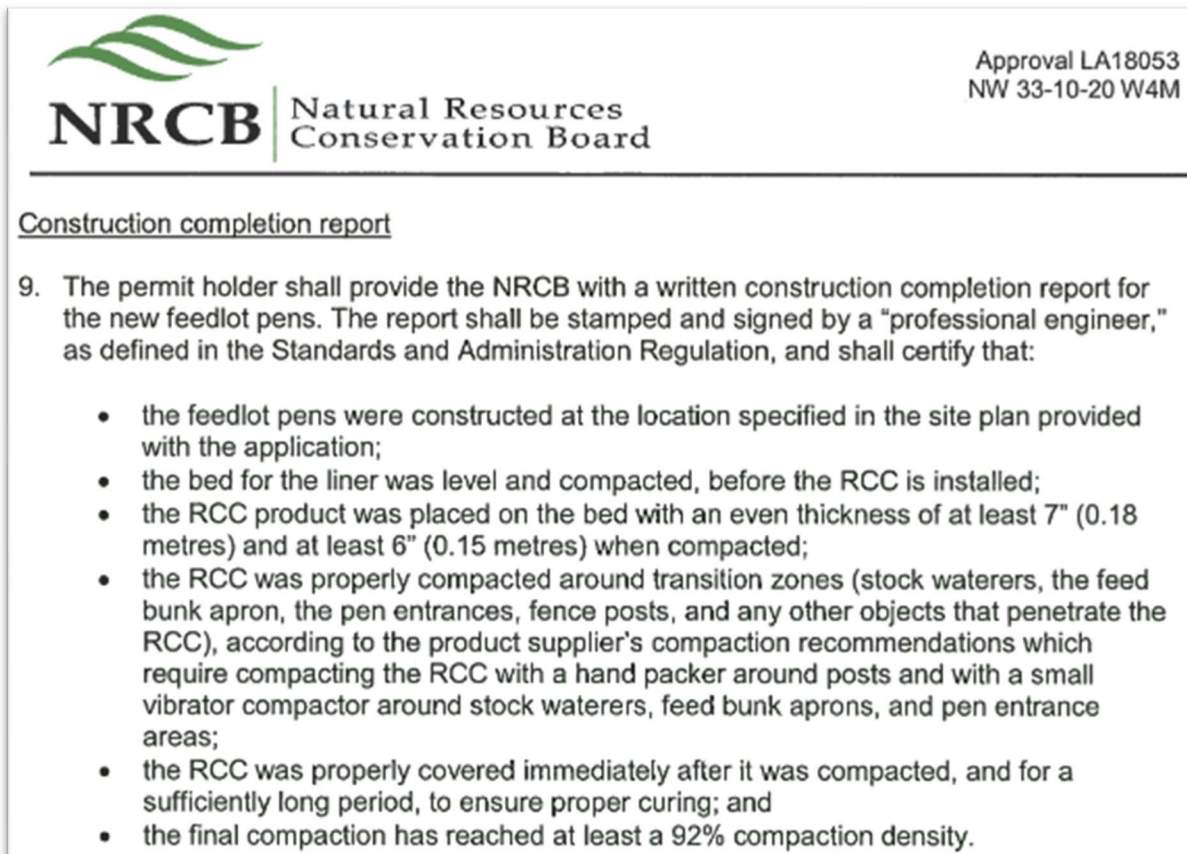 Approval LA18053
NW 33-10-20 W4M
NRCB
Natural Resources
Conservation Board
Construction completion report
9. The permit holder shall provide the NRCB with a written construction completion report for
the new feedlot pens. The report shall be stamped and signed by a “professional engineer,”
as defined in the Standards and Administration Regulation, and shall certify that:
• the feedlot pens were constructed at the location specified in the site plan provided
with the application;
• the bed for the liner was level and compacted, before the RCC is installed;
• the RCC product was placed on the bed with an even thickness of at least 7" (0.18
metres) and at least 6" (0.15 metres) when compacted;
• the RCC was properly compacted around transition zones (stock waterers, the feed
bunk apron, the pen entrances, fence posts, and any other objects that penetrate the
RCC), according to the product supplier's compaction recommendations which
require compacting the RCC with a hand packer around posts and with a small
vibrator compactor around stock waterers, feed bunk aprons, and pen entrance
areas;
• the RCC was properly covered immediately after it was compacted, and for a
sufficiently long period, to ensure proper curing; and
• the final compaction has reached at least a 92% compaction density.